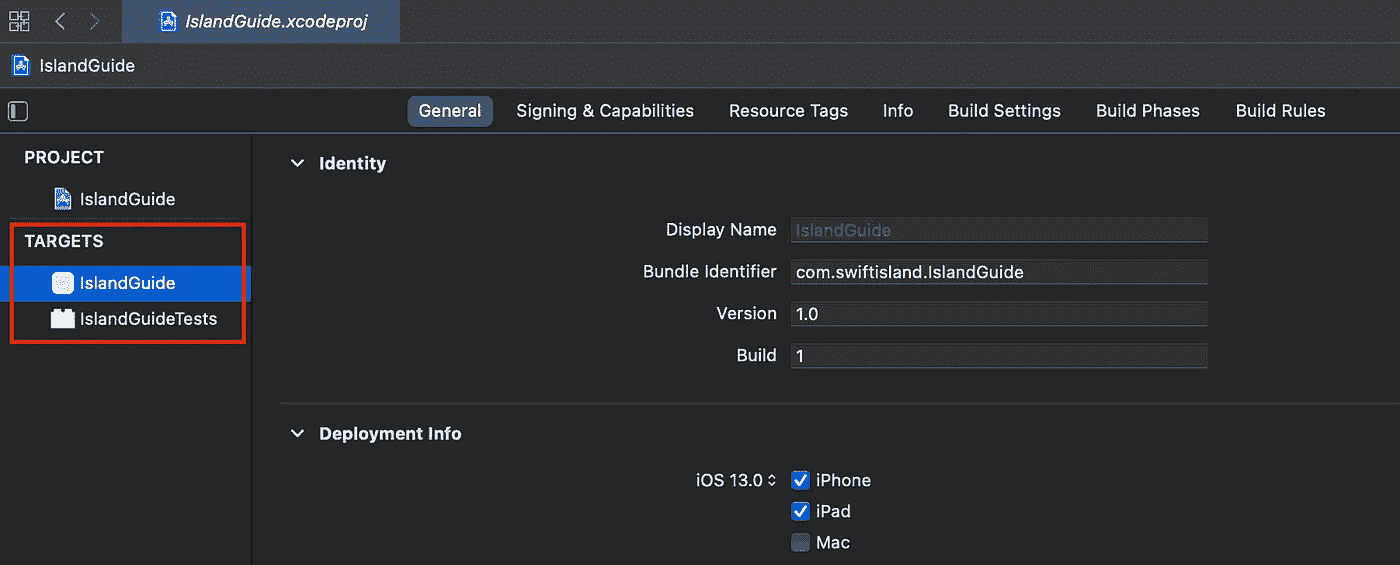 IslandGuide.xcodeproj
IslandGuide
General Signing & Capabilities Resource Tags Info Build Settings Build Phases Build Rules
PROJECT
IslandGuide
TARGETS
IslandGuide
IslandGuideTests
Identity
Display Name IslandGuide
Bundle Identifier com.swiftisland.IslandGuide
Version 1.0
Build 1
Deployment Info
iOS 13.0 iPhone
iPad
Mac